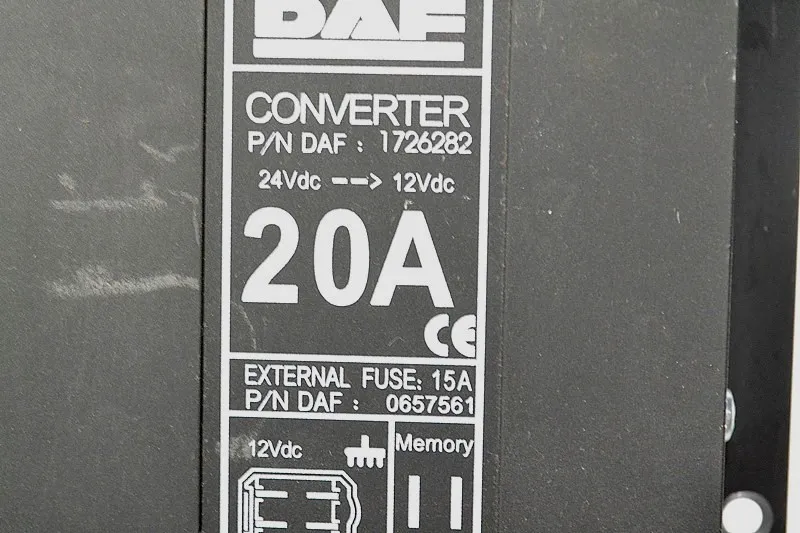 DAF
CONVERTER
P/N DAF : 1726282
24Vdc --> 12Vdc
20A
CE
EXTERNAL FUSE: 15A
P/N DAF : 0657561
12Vdc
Memory